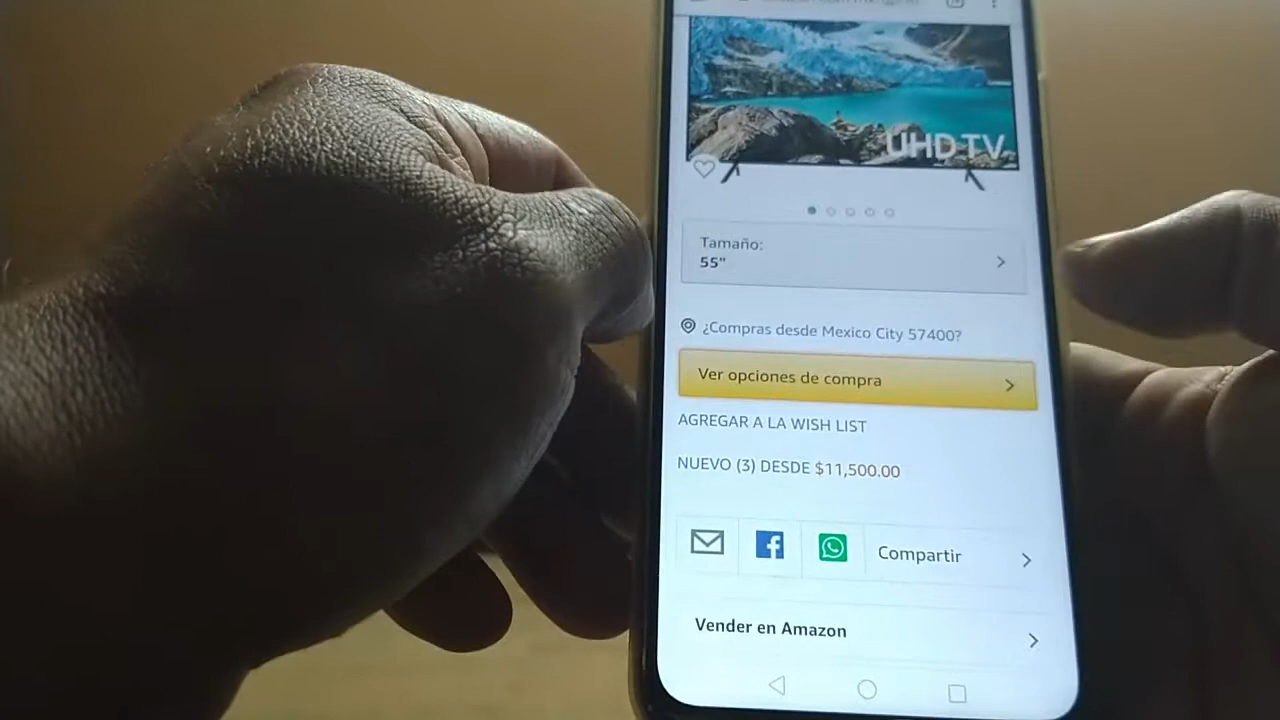 UHD TV
Tamaño:
55"
¿Compras desde Mexico City 57400?
Ver opciones de compra
AGREGAR A LA WISH LIST
NUEVO (3) DESDE $11,500.00
Compartir
Vender en Amazon